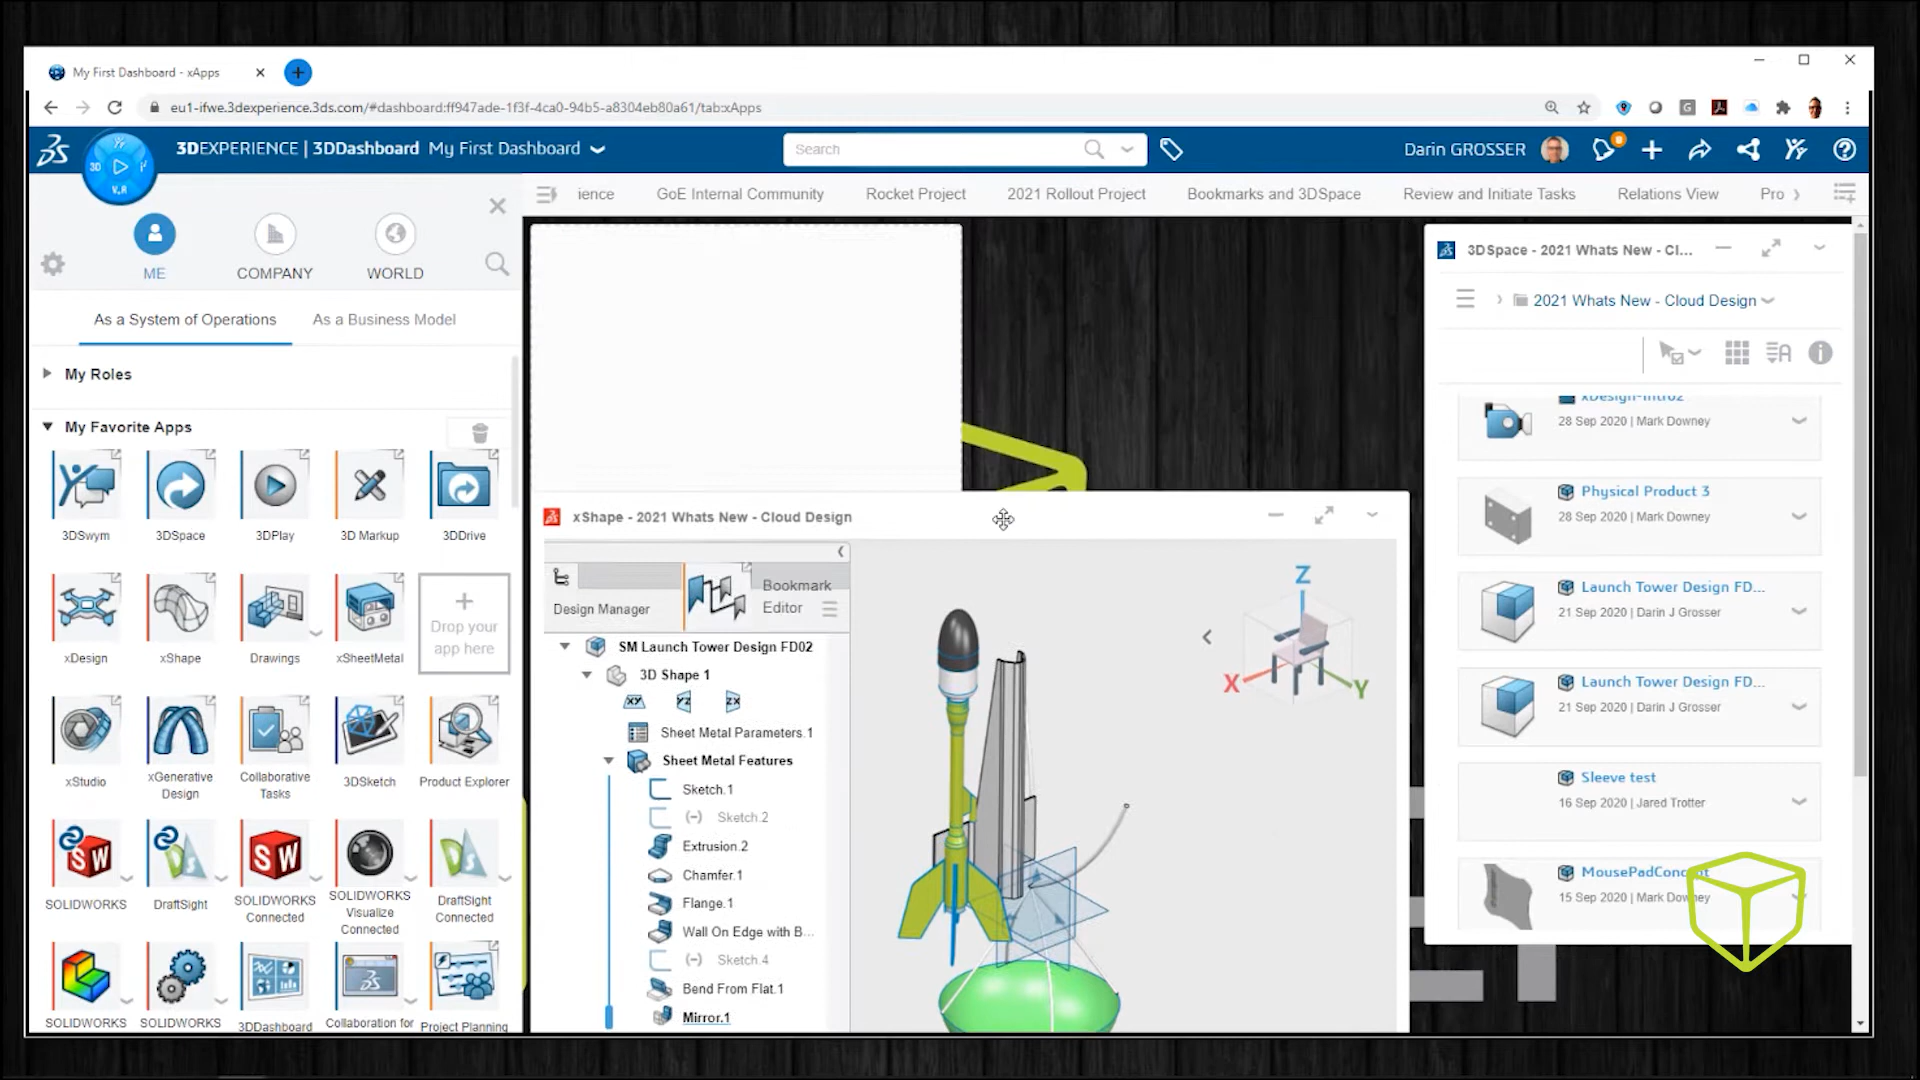 My First Dashboard - xApps
eu1-ifwe.3dexperience.3ds.com/#dashboard:ff947ade-1f3f-4ca0-94b5-a8304eb80a61/tab:xApps
3DEXPERIENCE | 3DDashboard My First Dashboard
Search
Darin GROSSER
3D
V.R
ience
GoE Internal Community
Rocket Project
2021 Rollout Project
Bookmarks and 3DSpace
Review and Initiate Tasks
Relations View
Pro
ME
COMPANY
WORLD
As a System of Operations
As a Business Model
My Roles
My Favorite Apps
3DSwym
3DSpace
3DPlay
3D Markup
3DDrive
xDesign
xShape
Drawings
xSheetMetal
Drop your
app here
xStudio
xGenerative
Design
Collaborative
Tasks
3DSketch
Product Explorer
SOLIDWORKS
DraftSight
SOLIDWORKS
Connected
SOLIDWORKS
Visualize
Connected
DraftSight
Connected
SOLIDWORKS
SOLIDWORKS
3DDashboard
Collaboration for
Project Planning
xShape - 2021 Whats New - Cloud Design
Design Manager
Bookmark
Editor
SM Launch Tower Design FD02
3D Shape 1
XY
YZ
ZX
Sheet Metal Parameters.1
Sheet Metal Features
Sketch.1
(-) Sketch.2
Extrusion.2
Chamfer.1
Flange.1
Wall On Edge with B...
(-) Sketch.4
Bend From Flat.1
Mirror.1
Z
X
Y
3DSpace - 2021 Whats New - Cl...
2021 Whats New - Cloud Design
xDesign-Intro2
28 Sep 2020 | Mark Downey
Physical Product 3
28 Sep 2020 | Mark Downey
Launch Tower Design FD...
21 Sep 2020 | Darin J Grosser
Launch Tower Design FD...
21 Sep 2020 | Darin J Grosser
Sleeve test
16 Sep 2020 | Jared Trotter
MousePadConcept
15 Sep 2020 | Mark Downey